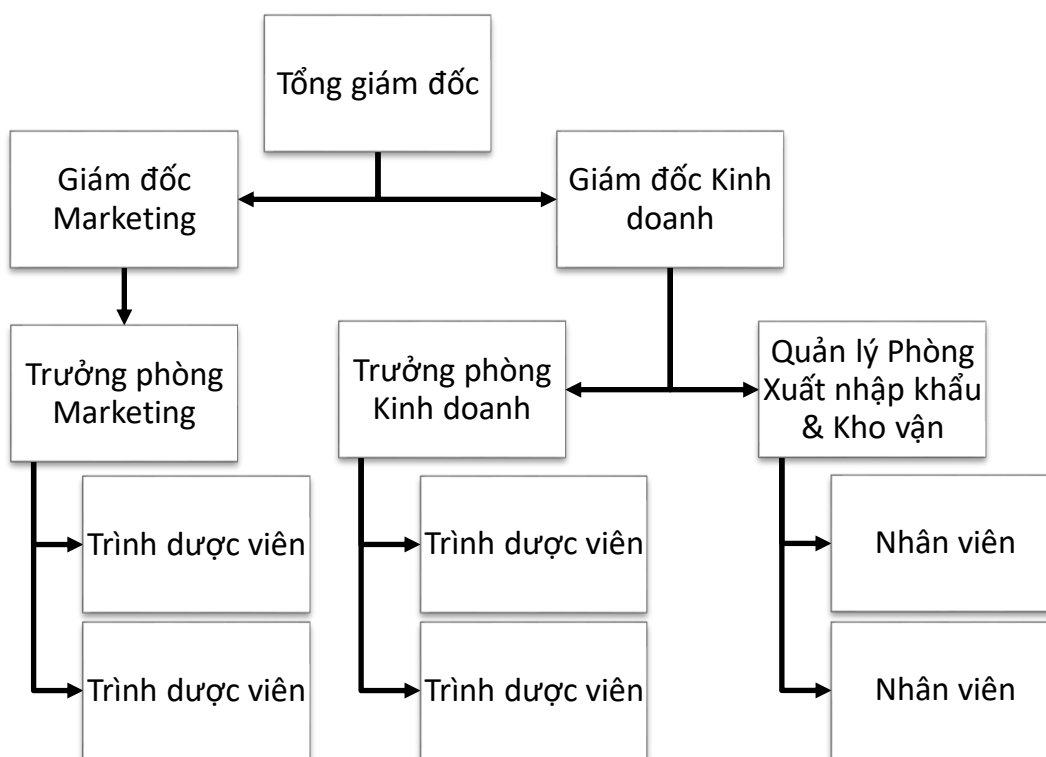 Tổng giám đốc
Giám đốc
Marketing
Giám đốc Kinh
doanh
Trưởng phòng
Marketing
Trưởng phòng
Kinh doanh
Quản lý Phòng
Xuất nhập khẩu
& Kho vận
Trình dược viên
Trình dược viên
Nhân viên
Trình dược viên
Trình dược viên
Nhân viên